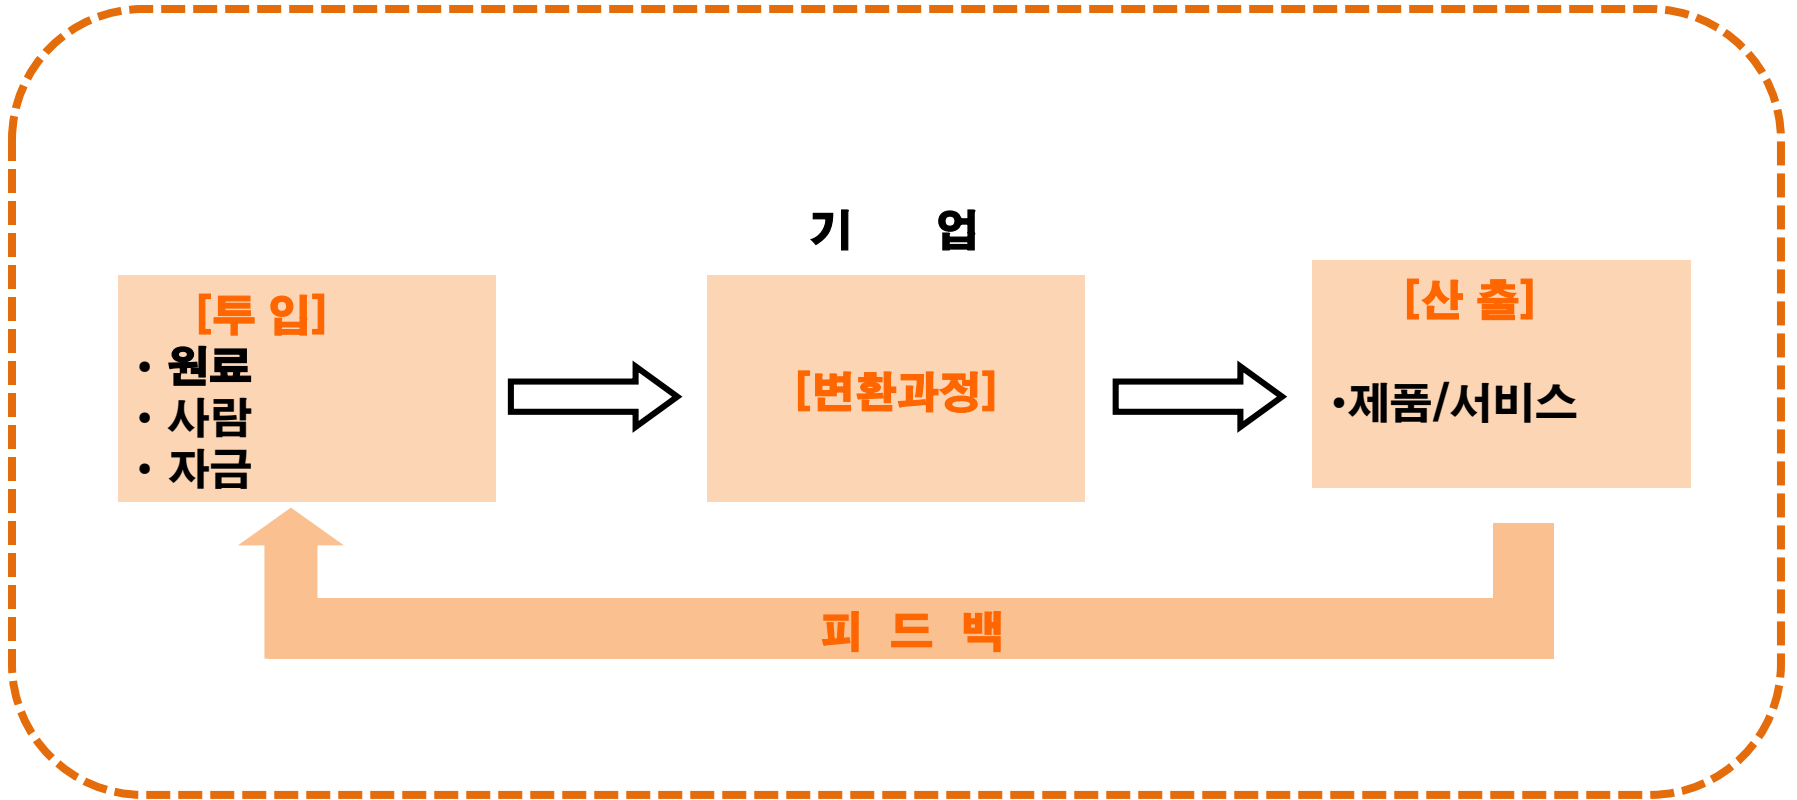 기 업
[투 입]
• 원료
• 사람
• 자금
[변환과정]
[산 출]
•제품/서비스
피 드 백